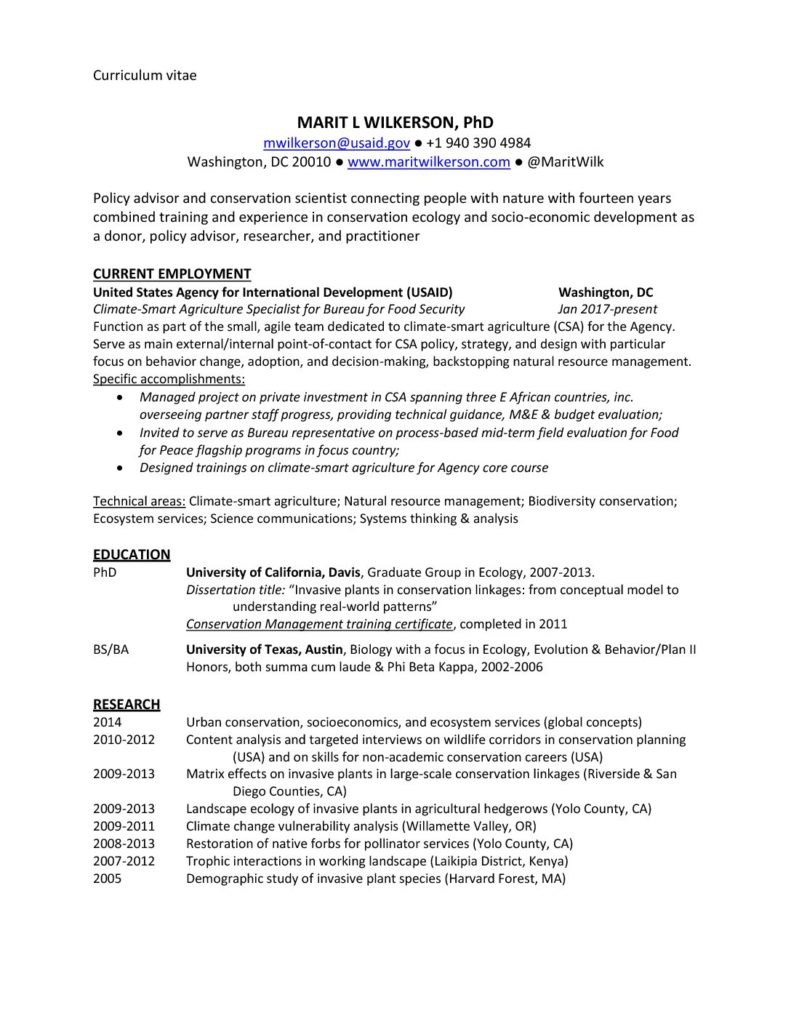 Curriculum vitae
MARIT L WILKERSON, PhD
mwilkerson@usaid.gov ● +1 940 390 4984
Washington, DC 20010 ● www.maritwilkerson.com ● @MaritWilk
Policy advisor and conservation scientist connecting people with nature with fourteen years
combined training and experience in conservation ecology and socio-economic development as
a donor, policy advisor, researcher, and practitioner
CURRENT EMPLOYMENT
United States Agency for International Development (USAID) Washington, DC
Climate-Smart Agriculture Specialist for Bureau for Food Security Jan 2017-present
Function as part of the small, agile team dedicated to climate-smart agriculture (CSA) for the Agency.
Serve as main external/internal point-of-contact for CSA policy, strategy, and design with particular
focus on behavior change, adoption, and decision-making, backstopping natural resource management.
Specific accomplishments:
• Managed project on private investment in CSA spanning three E African countries, inc.
overseeing partner staff progress, providing technical guidance, M&E & budget evaluation;
• Invited to serve as Bureau representative on process-based mid-term field evaluation for Food
for Peace flagship programs in focus country;
• Designed trainings on climate-smart agriculture for Agency core course
Technical areas: Climate-smart agriculture; Natural resource management; Biodiversity conservation;
Ecosystem services; Science communications; Systems thinking & analysis
EDUCATION
PhD University of California, Davis, Graduate Group in Ecology, 2007-2013.
Dissertation title: “Invasive plants in conservation linkages: from conceptual model to
understanding real-world patterns”
Conservation Management training certificate, completed in 2011
BS/BA University of Texas, Austin, Biology with a focus in Ecology, Evolution & Behavior/Plan II
Honors, both summa cum laude & Phi Beta Kappa, 2002-2006
RESEARCH
2014 Urban conservation, socioeconomics, and ecosystem services (global concepts)
2010-2012 Content analysis and targeted interviews on wildlife corridors in conservation planning
(USA) and on skills for non-academic conservation careers (USA)
2009-2013 Matrix effects on invasive plants in large-scale conservation linkages (Riverside & San
Diego Counties, CA)
2009-2013 Landscape ecology of invasive plants in agricultural hedgerows (Yolo County, CA)
2009-2011 Climate change vulnerability analysis (Willamette Valley, OR)
2008-2013 Restoration of native forbs for pollinator services (Yolo County, CA)
2007-2012 Trophic interactions in working landscape (Laikipia District, Kenya)
2005 Demographic study of invasive plant species (Harvard Forest, MA)